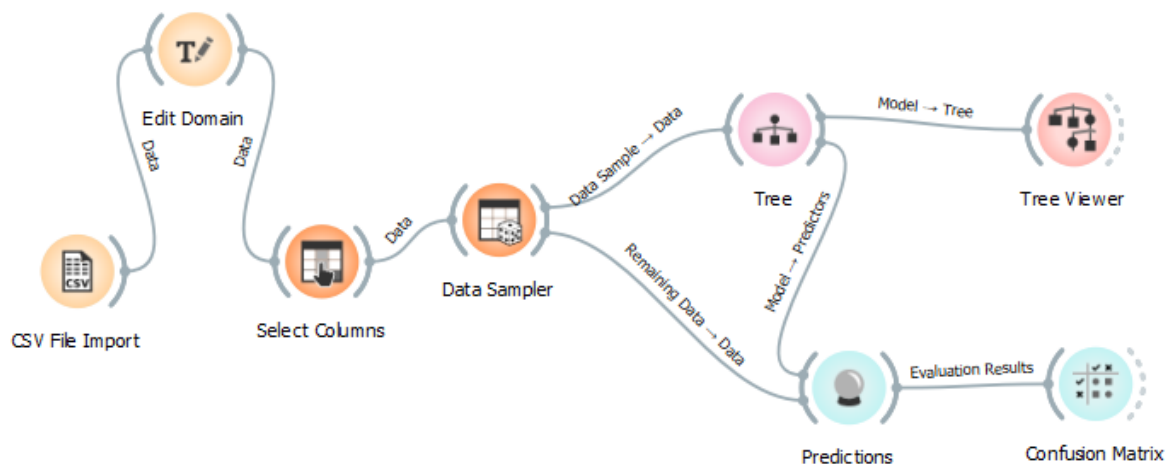 T
Edit Domain
Data
Data
CSV
CSV File Import
Select Columns
Data
Data Sampler
Data Sample → Data
Remaining Data → Data
Tree
Model → Tree
Tree Viewer
Model → Predictors
Predictions
Evaluation Results
Confusion Matrix